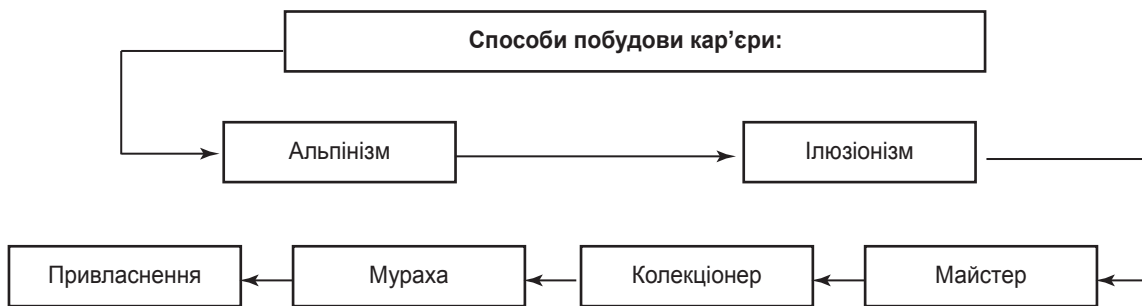 Способи побудови кар’єри:
Альпінізм
Ілюзіонізм
Привласнення
Мураха
Колекціонер
Майстер